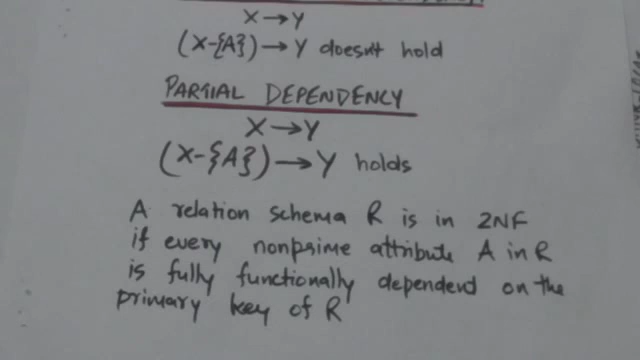 X→Y
(X-{A})→Y doesn't hold
PARTIAL DEPENDENCY
X→Y
(X-{A})→Y holds
A relation schema R is in 2NF
if every nonprime attribute A in R
is fully functionally dependend on the
primary key of R